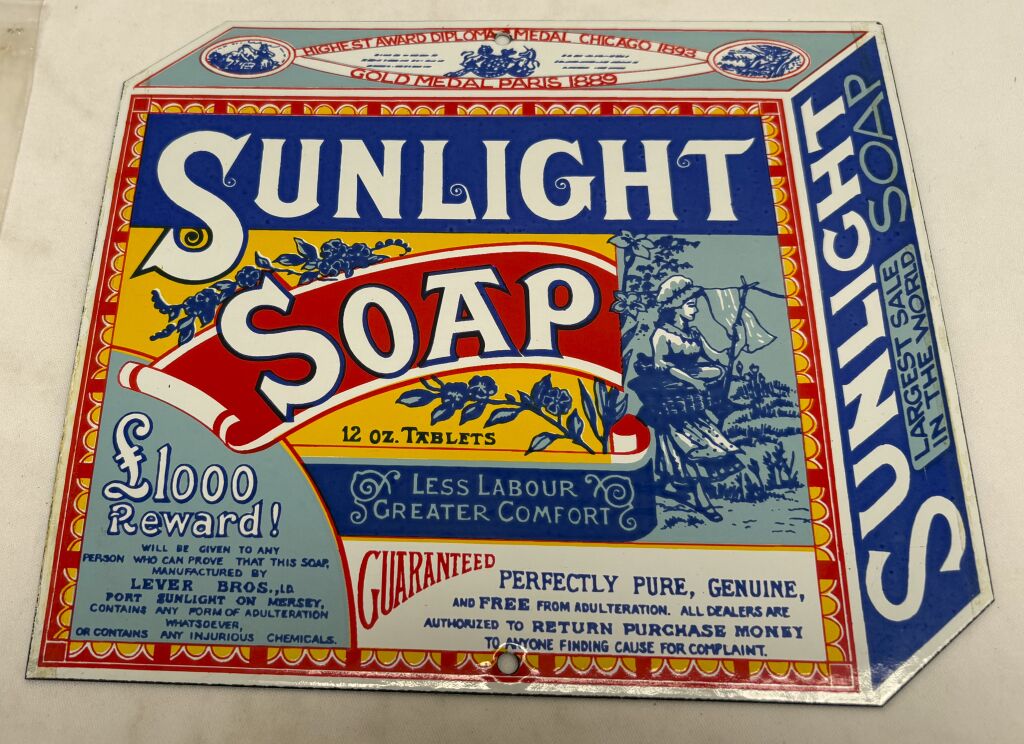 HIGHEST AWARD DIPLOMA & MEDAL CHICAGO 1893
GOLD MEDAL PARIS 1889
SUNLIGHT
SOAP
12 OZ. TABLETS
LESS LABOUR
GREATER COMFORT
£1000
Reward!
WILL BE GIVEN TO ANY
PERSON WHO CAN PROVE THAT THIS SOAP,
MANUFACTURED BY
LEVER BROS., LD
PORT SUNLIGHT ON MERSEY,
CONTAINS ANY FORM OF ADULTERATION
WHATSOEVER,
OR CONTAINS ANY INJURIOUS CHEMICALS.
GUARANTEED
PERFECTLY PURE, GENUINE,
AND FREE FROM ADULTERATION. ALL DEALERS ARE
AUTHORIZED TO RETURN PURCHASE MONEY
TO ANYONE FINDING CAUSE FOR COMPLAINT.
SUNLIGHT
SOAP
LARGEST SALE
IN THE WORLD